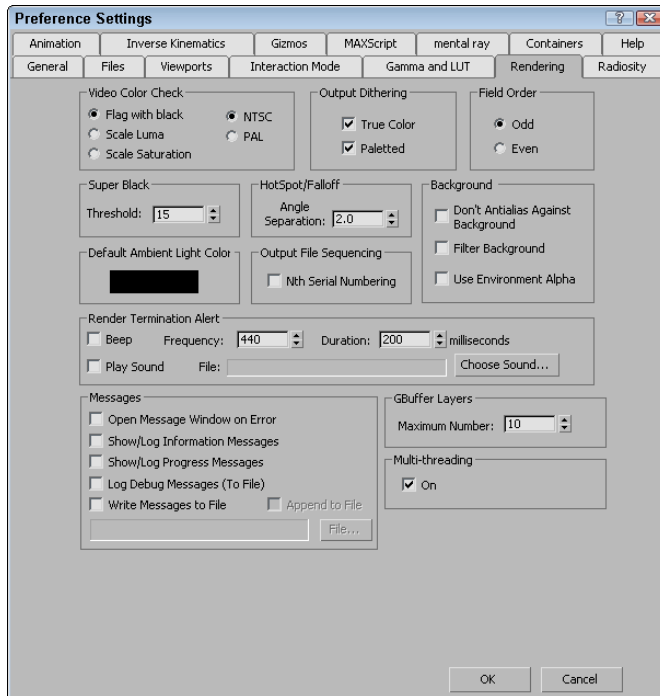 Preference Settings
Animation Inverse Kinematics Gizmos MAXScript mental ray Containers Help
General Files Viewports Interaction Mode Gamma and LUT Rendering Radiosity
Video Color Check Output Dithering Field Order
Flag with black NTSC True Color Odd
Scale Luma PAL Paletted Even
Scale Saturation
Super Black HotSpot/Falloff Background
Threshold: 15 Angle Separation: 2.0 Don't Antialias Against Background
Filter Background
Default Ambient Light Color Output File Sequencing
Nth Serial Numbering Use Environment Alpha
Render Termination Alert
Beep Frequency: 440 Duration: 200 milliseconds
Play Sound File: Choose Sound...
Messages GBuffer Layers
Open Message Window on Error Maximum Number: 10
Show/Log Information Messages
Show/Log Progress Messages Multi-threading
Log Debug Messages (To File) On
Write Messages to File Append to File
File...
OK Cancel